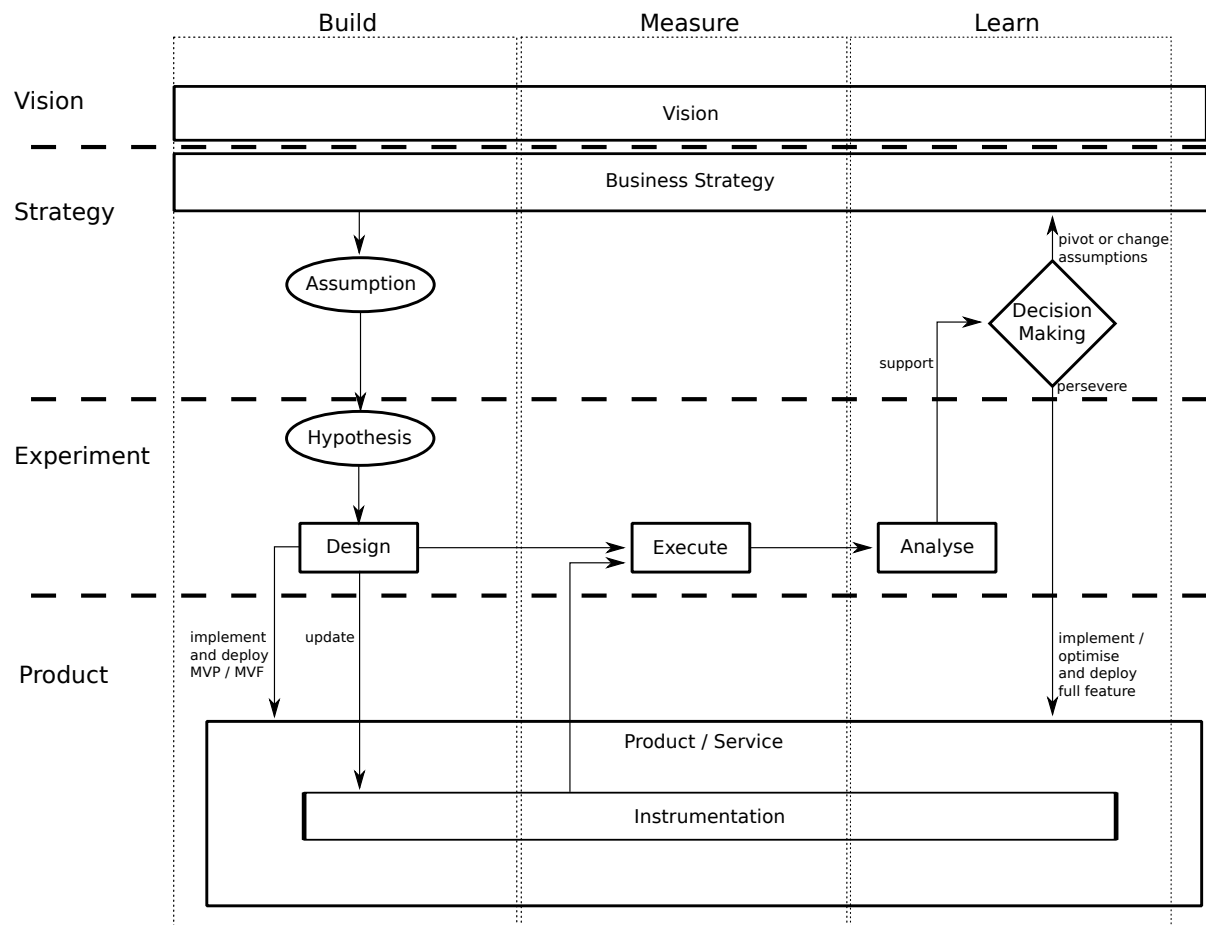 Build
Measure
Learn
Vision
Vision
Business Strategy
Strategy
pivot or change
assumptions
Assumption
Decision
Making
support
persevere
Hypothesis
Experiment
Design
Execute
Analyse
implement
and deploy
MVP / MVF
update
implement /
optimise
and deploy
full feature
Product
Product / Service
Instrumentation